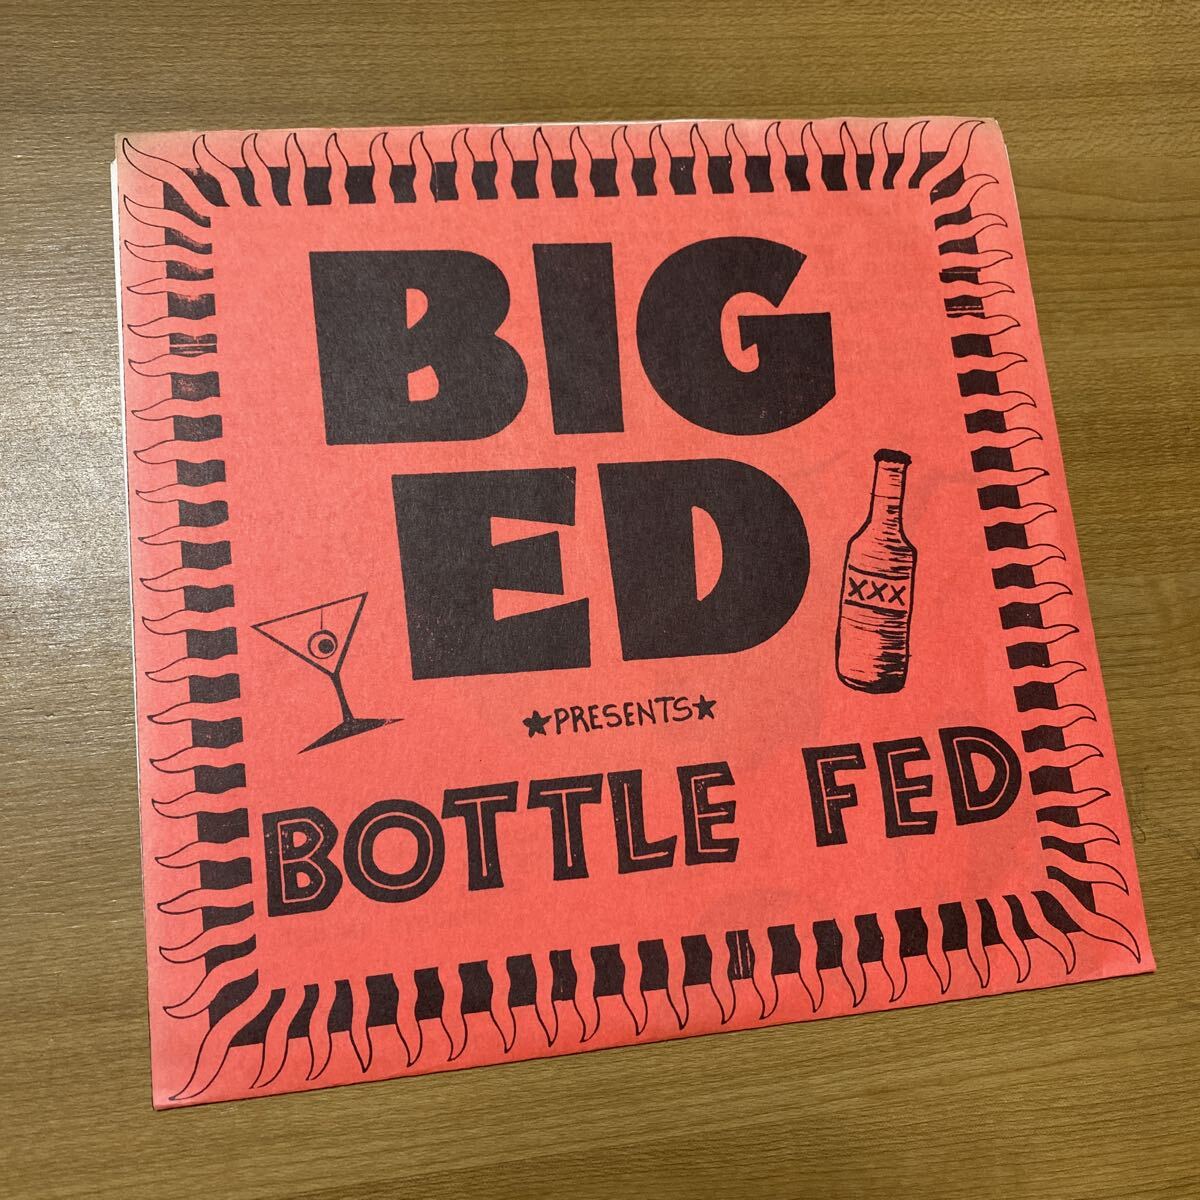 BIG
ED
XXX
★PRESENTS★
BOTTLE FED